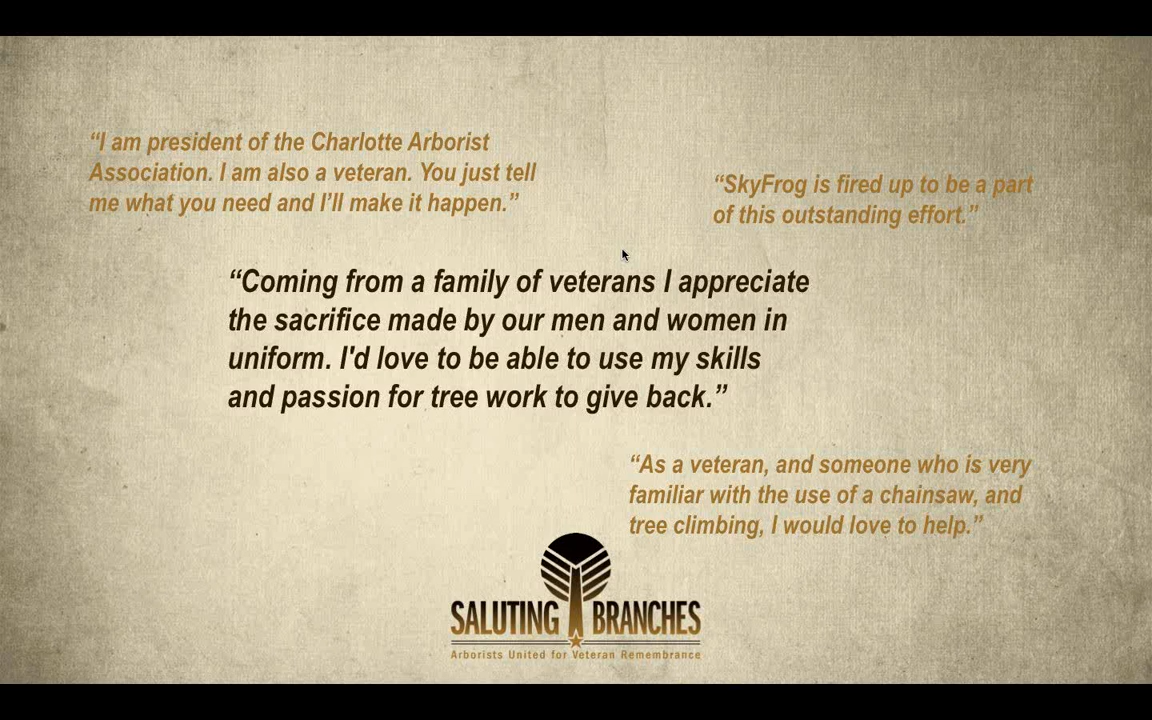 “I am president of the Charlotte Arborist
Association. I am also a veteran. You just tell
me what you need and I’ll make it happen.”
“SkyFrog is fired up to be a part
of this outstanding effort.”
“Coming from a family of veterans I appreciate
the sacrifice made by our men and women in
uniform. I'd love to be able to use my skills
and passion for tree work to give back.”
“As a veteran, and someone who is very
familiar with the use of a chainsaw, and
tree climbing, I would love to help.”
SALUTING BRANCHES
Arborists United for Veteran Remembrance